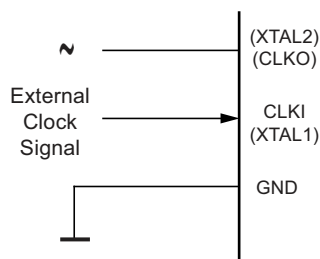 (XTAL2)
(CLKO)
~
External
Clock
Signal
CLKI
(XTAL1)
GND